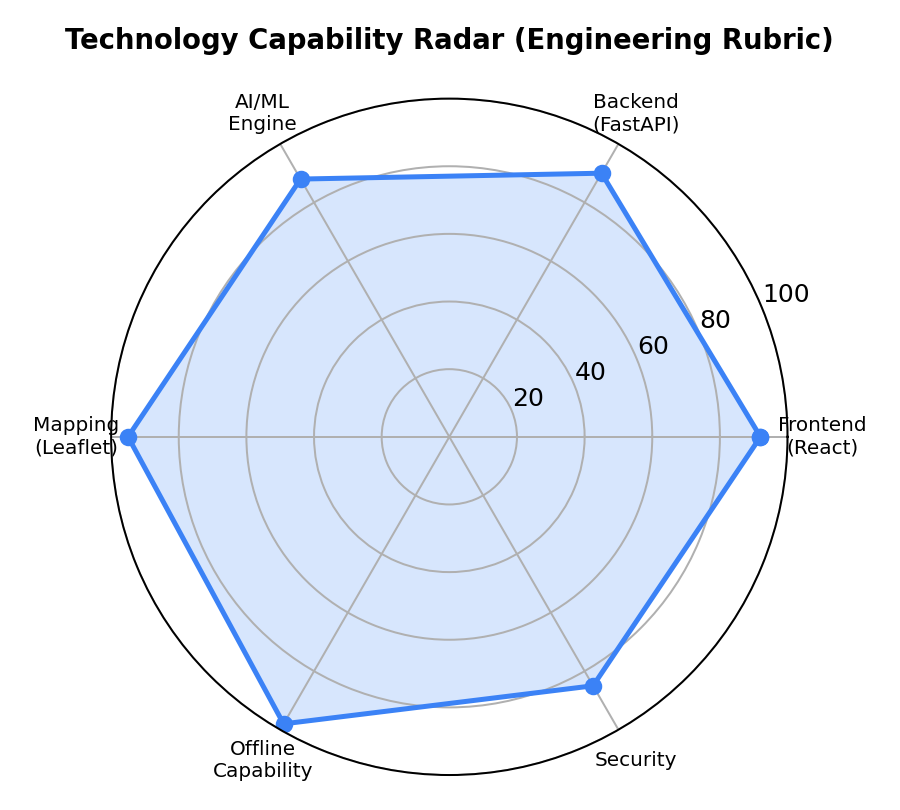 Technology Capability Radar (Engineering Rubric)
AI/ML
Engine
Backend
(FastAPI)
100
80
60
40
20
Mapping
(Leaflet)
Frontend
(React)
Offline
Capability
Security